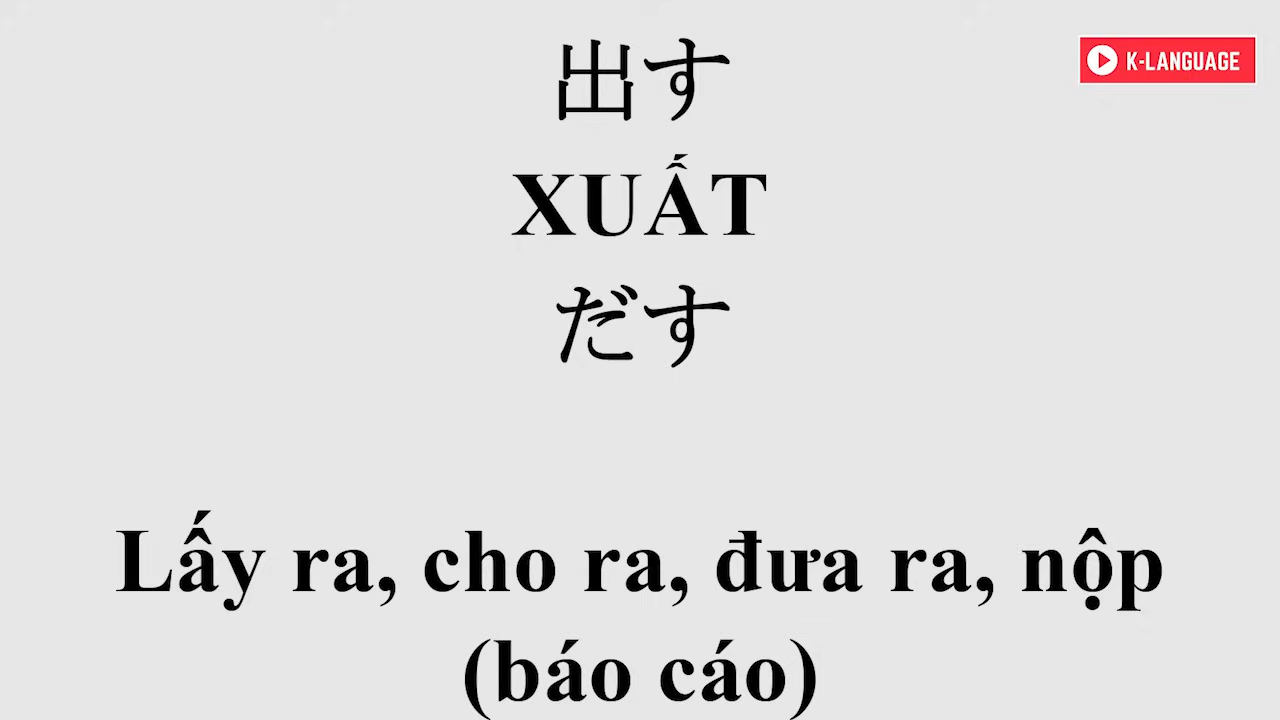 出す
K-LANGUAGE
XUẤT
だす
Lấy ra, cho ra, đưa ra, nộp
(báo cáo)